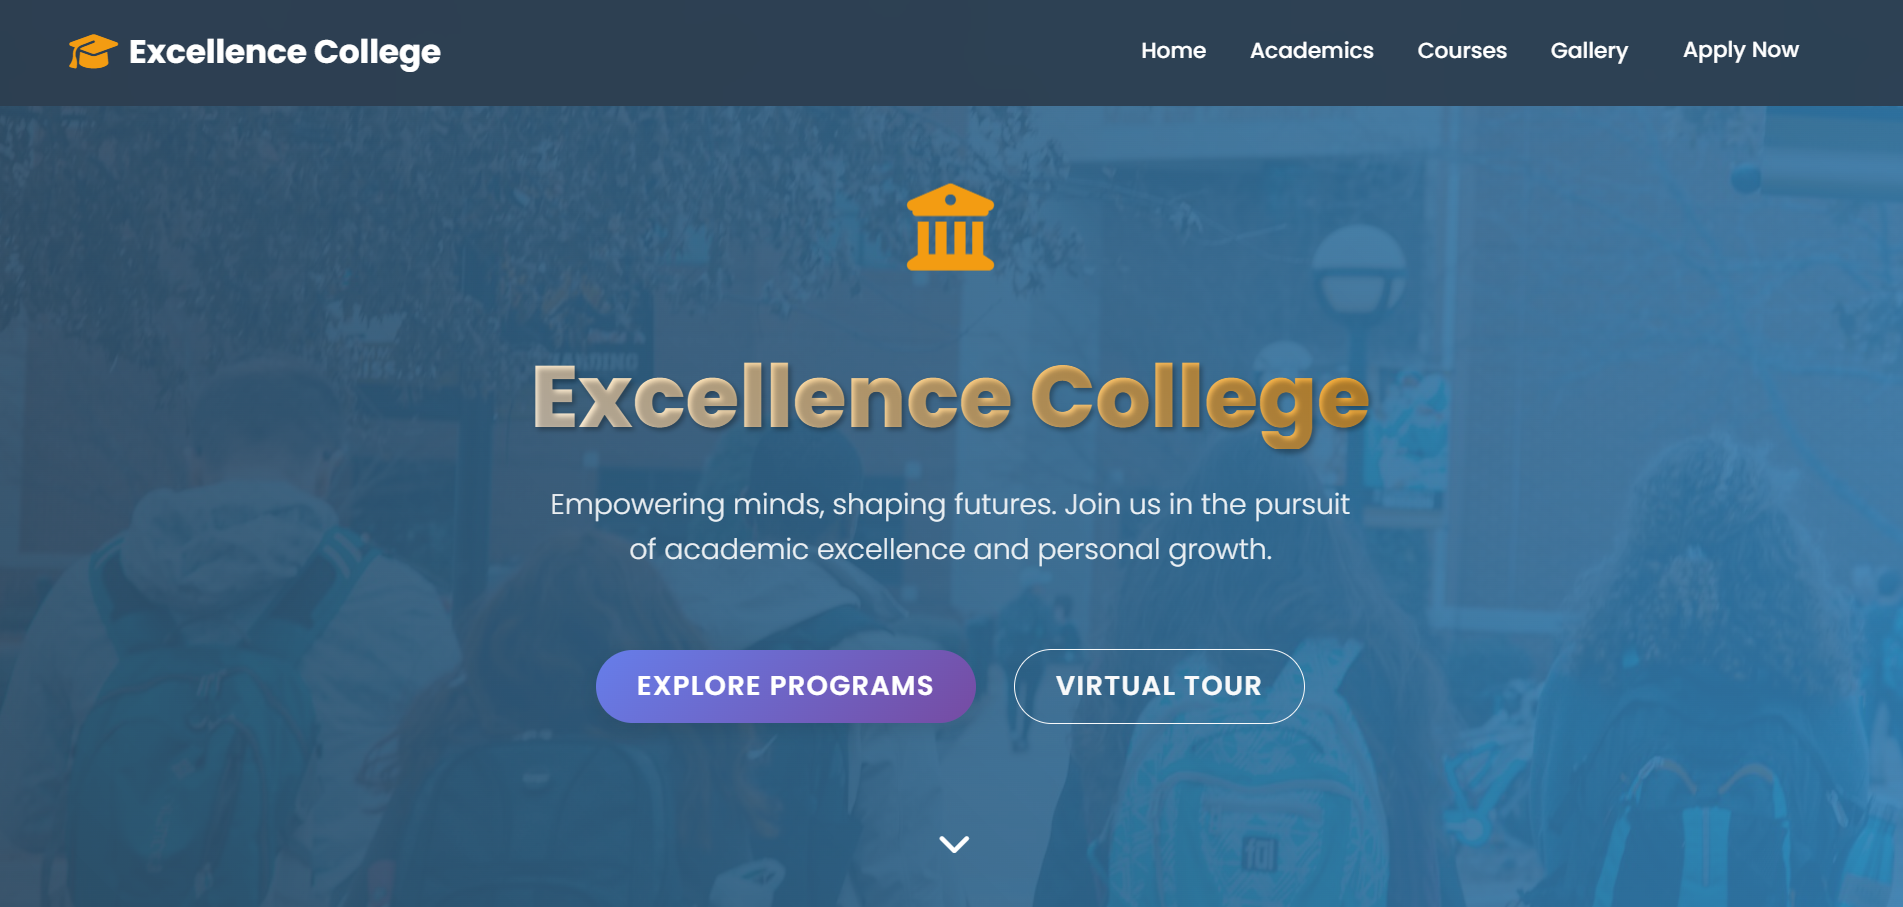 Excellence College
Home
Academics
Courses
Gallery
Apply Now
Excellence College
Empowering minds, shaping futures. Join us in the pursuit
of academic excellence and personal growth.
EXPLORE PROGRAMS
VIRTUAL TOUR